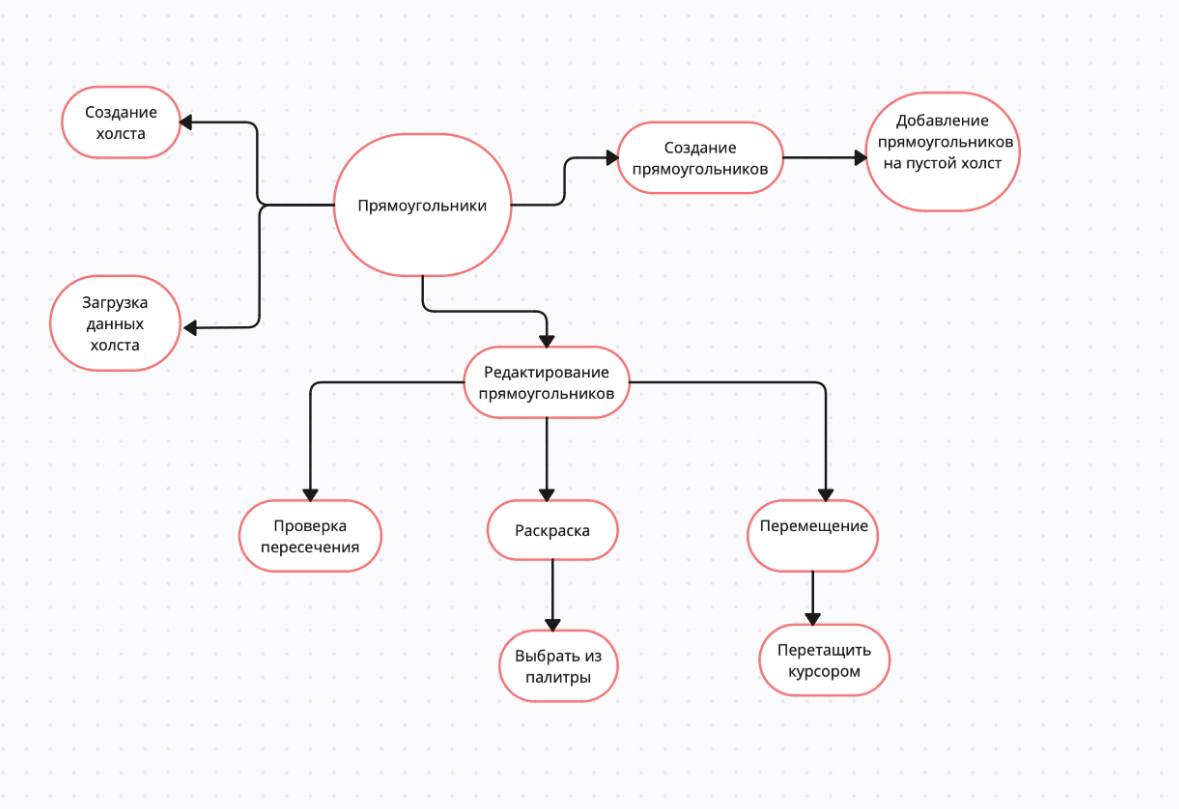 Создание
холста
Прямоугольники
Создание
прямоугольников
Добавление
прямоугольников
на пустой холст
Загрузка
данных
холста
Редактирование
прямоугольников
Проверка
пересечения
Раскраска
Перемещение
Выбрать из
палитры
Перетащить
курсором